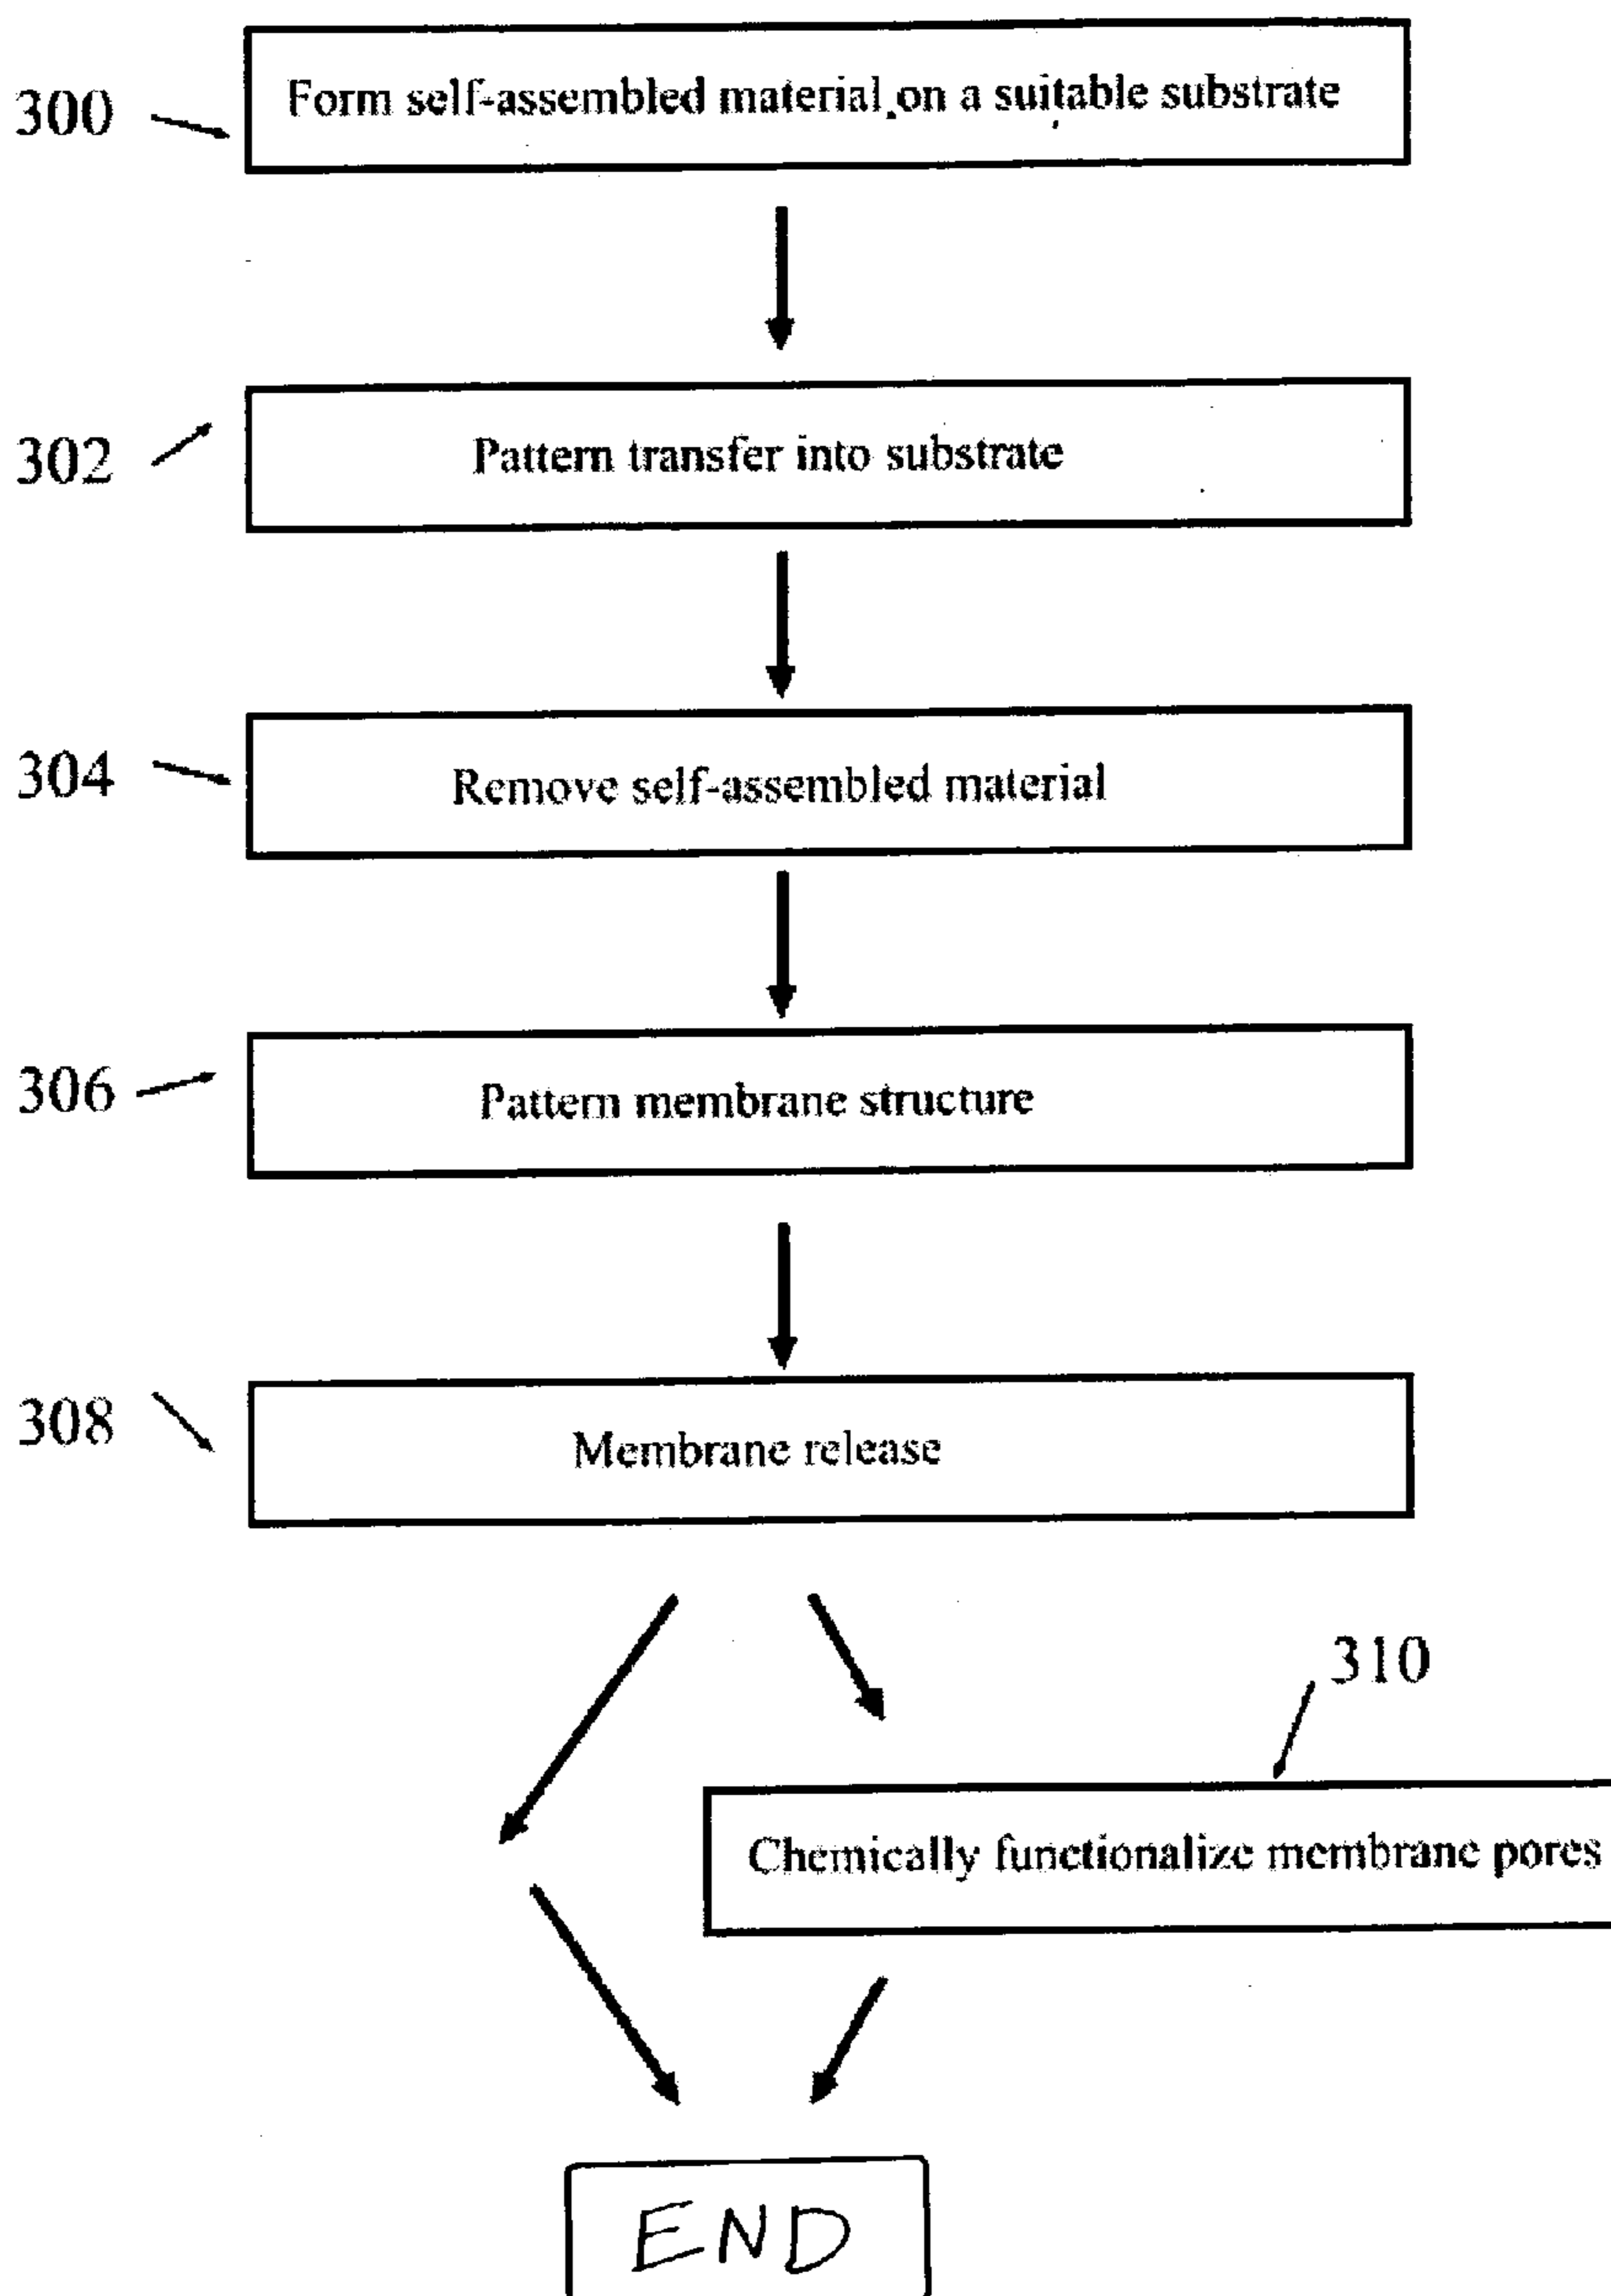 300
Form self-assembled material on a suitable substrate
302
Pattern transfer into substrate
304
Remove self-assembled material
306
Pattern membrane structure
308
Membrane release
310
Chemically functionalize membrane pores
END